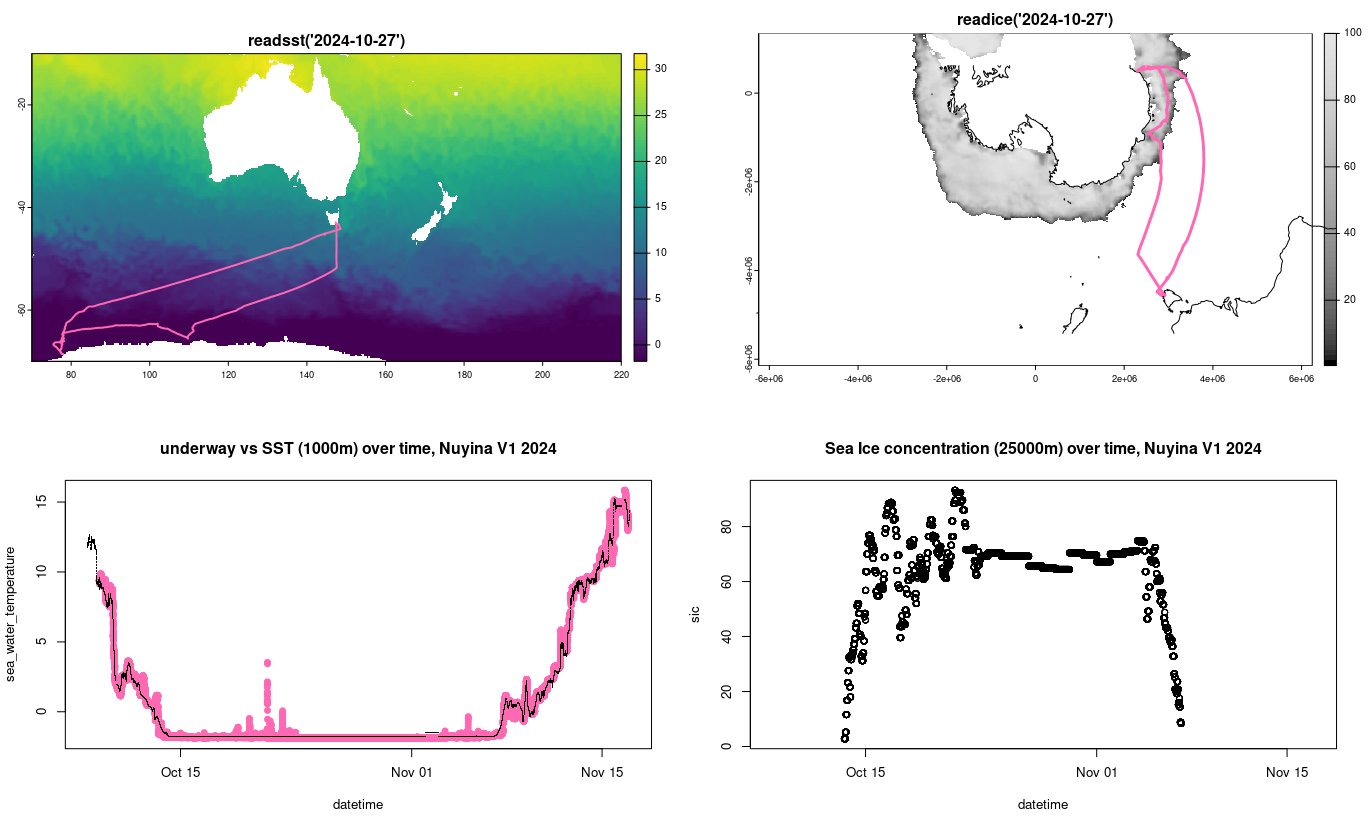 readsst('2024-10-27')
-20
-40
-60
80
100
120
140
160
180
200
220
30
25
20
15
10
5
0
readice('2024-10-27')
0
-2e+06
-4e+06
-6e+06
-6e+06
-4e+06
-2e+06
0
2e+06
4e+06
6e+06
100
80
60
40
20
underway vs SST (1000m) over time, Nuyina V1 2024
sea_water_temperature
15
10
5
0
Oct 15
Nov 01
Nov 15
datetime
Sea Ice concentration (25000m) over time, Nuyina V1 2024
sic
80
60
40
20
0
Oct 15
Nov 01
Nov 15
datetime